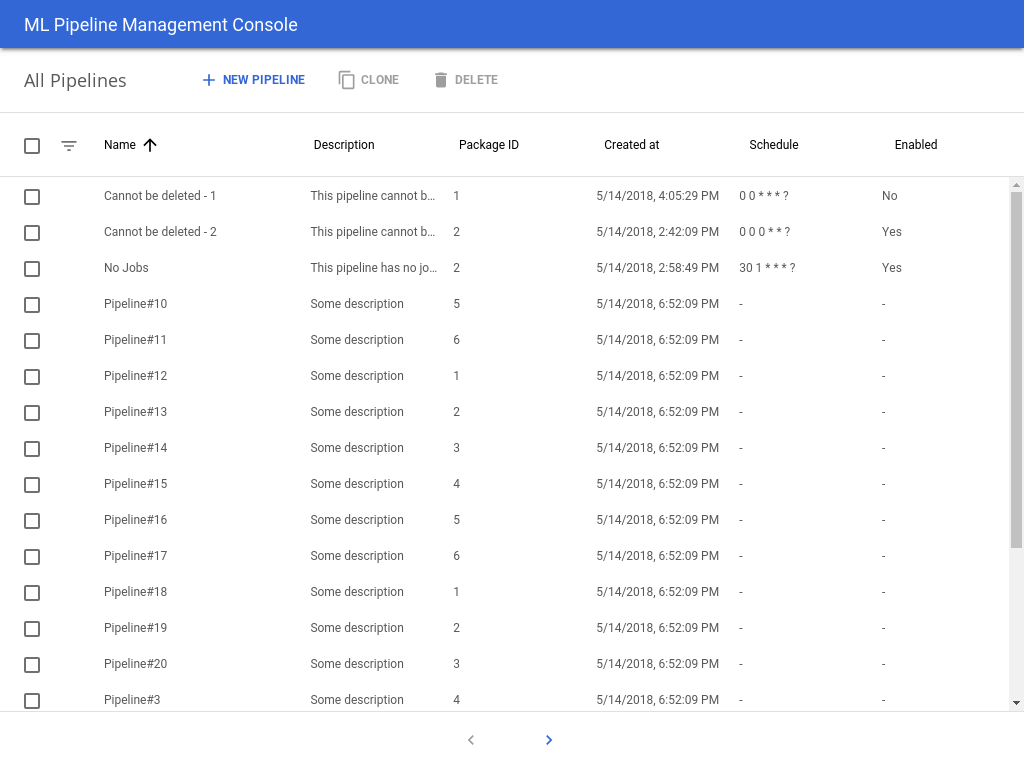 ML Pipeline Management Console
All Pipelines NEW PIPELINE CLONE DELETE
Name Description Package ID Created at Schedule Enabled
Cannot be deleted - 1 This pipeline cannot b... 1 5/14/2018, 4:05:29 PM 0 0 * * * ? No
Cannot be deleted - 2 This pipeline cannot b... 2 5/14/2018, 2:42:09 PM 0 0 0 * * ? Yes
No Jobs This pipeline has no jo... 2 5/14/2018, 2:58:49 PM 30 1 * * * ? Yes
Pipeline#10 Some description 5 5/14/2018, 6:52:09 PM - -
Pipeline#11 Some description 6 5/14/2018, 6:52:09 PM - -
Pipeline#12 Some description 1 5/14/2018, 6:52:09 PM - -
Pipeline#13 Some description 2 5/14/2018, 6:52:09 PM - -
Pipeline#14 Some description 3 5/14/2018, 6:52:09 PM - -
Pipeline#15 Some description 4 5/14/2018, 6:52:09 PM - -
Pipeline#16 Some description 5 5/14/2018, 6:52:09 PM - -
Pipeline#17 Some description 6 5/14/2018, 6:52:09 PM - -
Pipeline#18 Some description 1 5/14/2018, 6:52:09 PM - -
Pipeline#19 Some description 2 5/14/2018, 6:52:09 PM - -
Pipeline#20 Some description 3 5/14/2018, 6:52:09 PM - -
Pipeline#3 Some description 4 5/14/2018, 6:52:09 PM - -